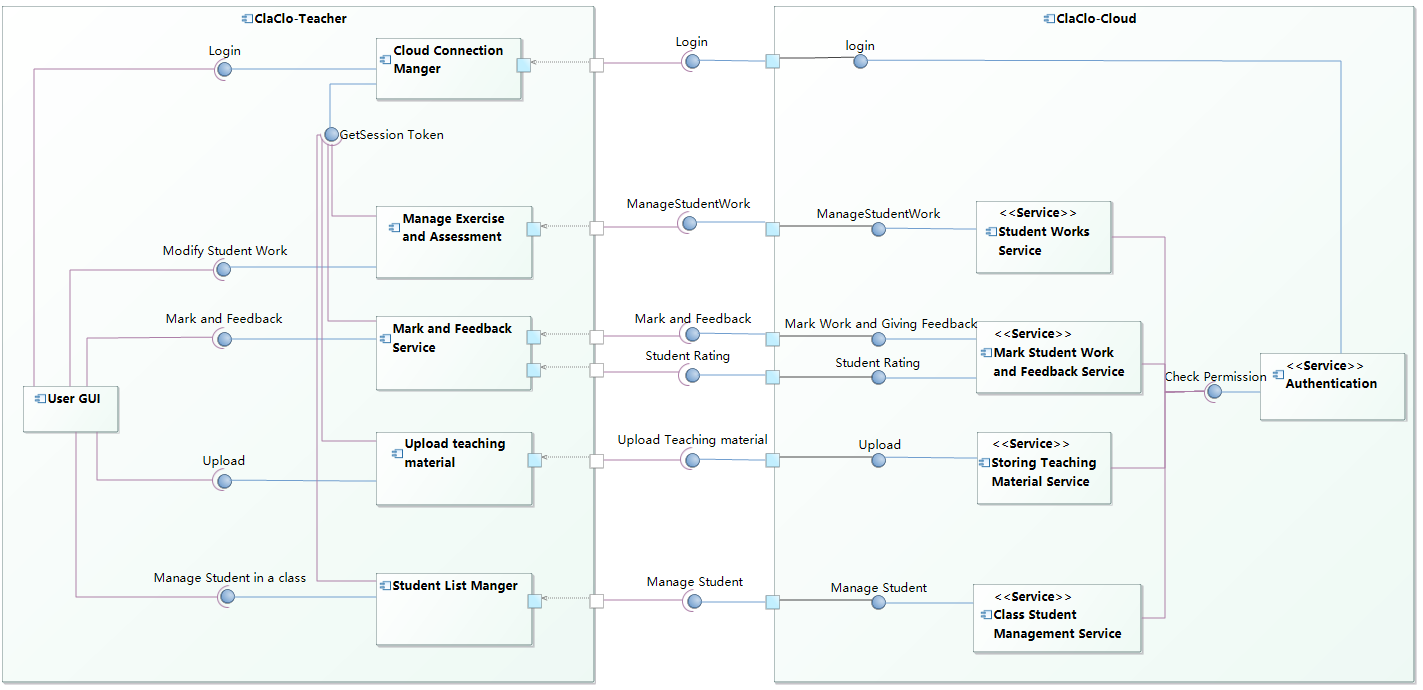 ClaClo-Teacher
ClaClo-Cloud
Login
Cloud Connection
Manger
Login
login
GetSession Token
Manage Exercise
and Assessment
ManageStudentWork
ManageStudentWork
<<Service>>
Student Works
Service
Modify Student Work
Mark and Feedback
Mark and Feedback
Service
Mark and Feedback
Student Rating
Mark Work and Giving Feedback
Student Rating
<<Service>>
Mark Student Work
and Feedback Service
Check Permission
<<Service>>
Authentication
User GUI
Upload
Upload teaching
material
Upload Teaching material
Upload
<<Service>>
Storing Teaching
Material Service
Manage Student in a class
Student List Manger
Manage Student
Manage Student
<<Service>>
Class Student
Management Service